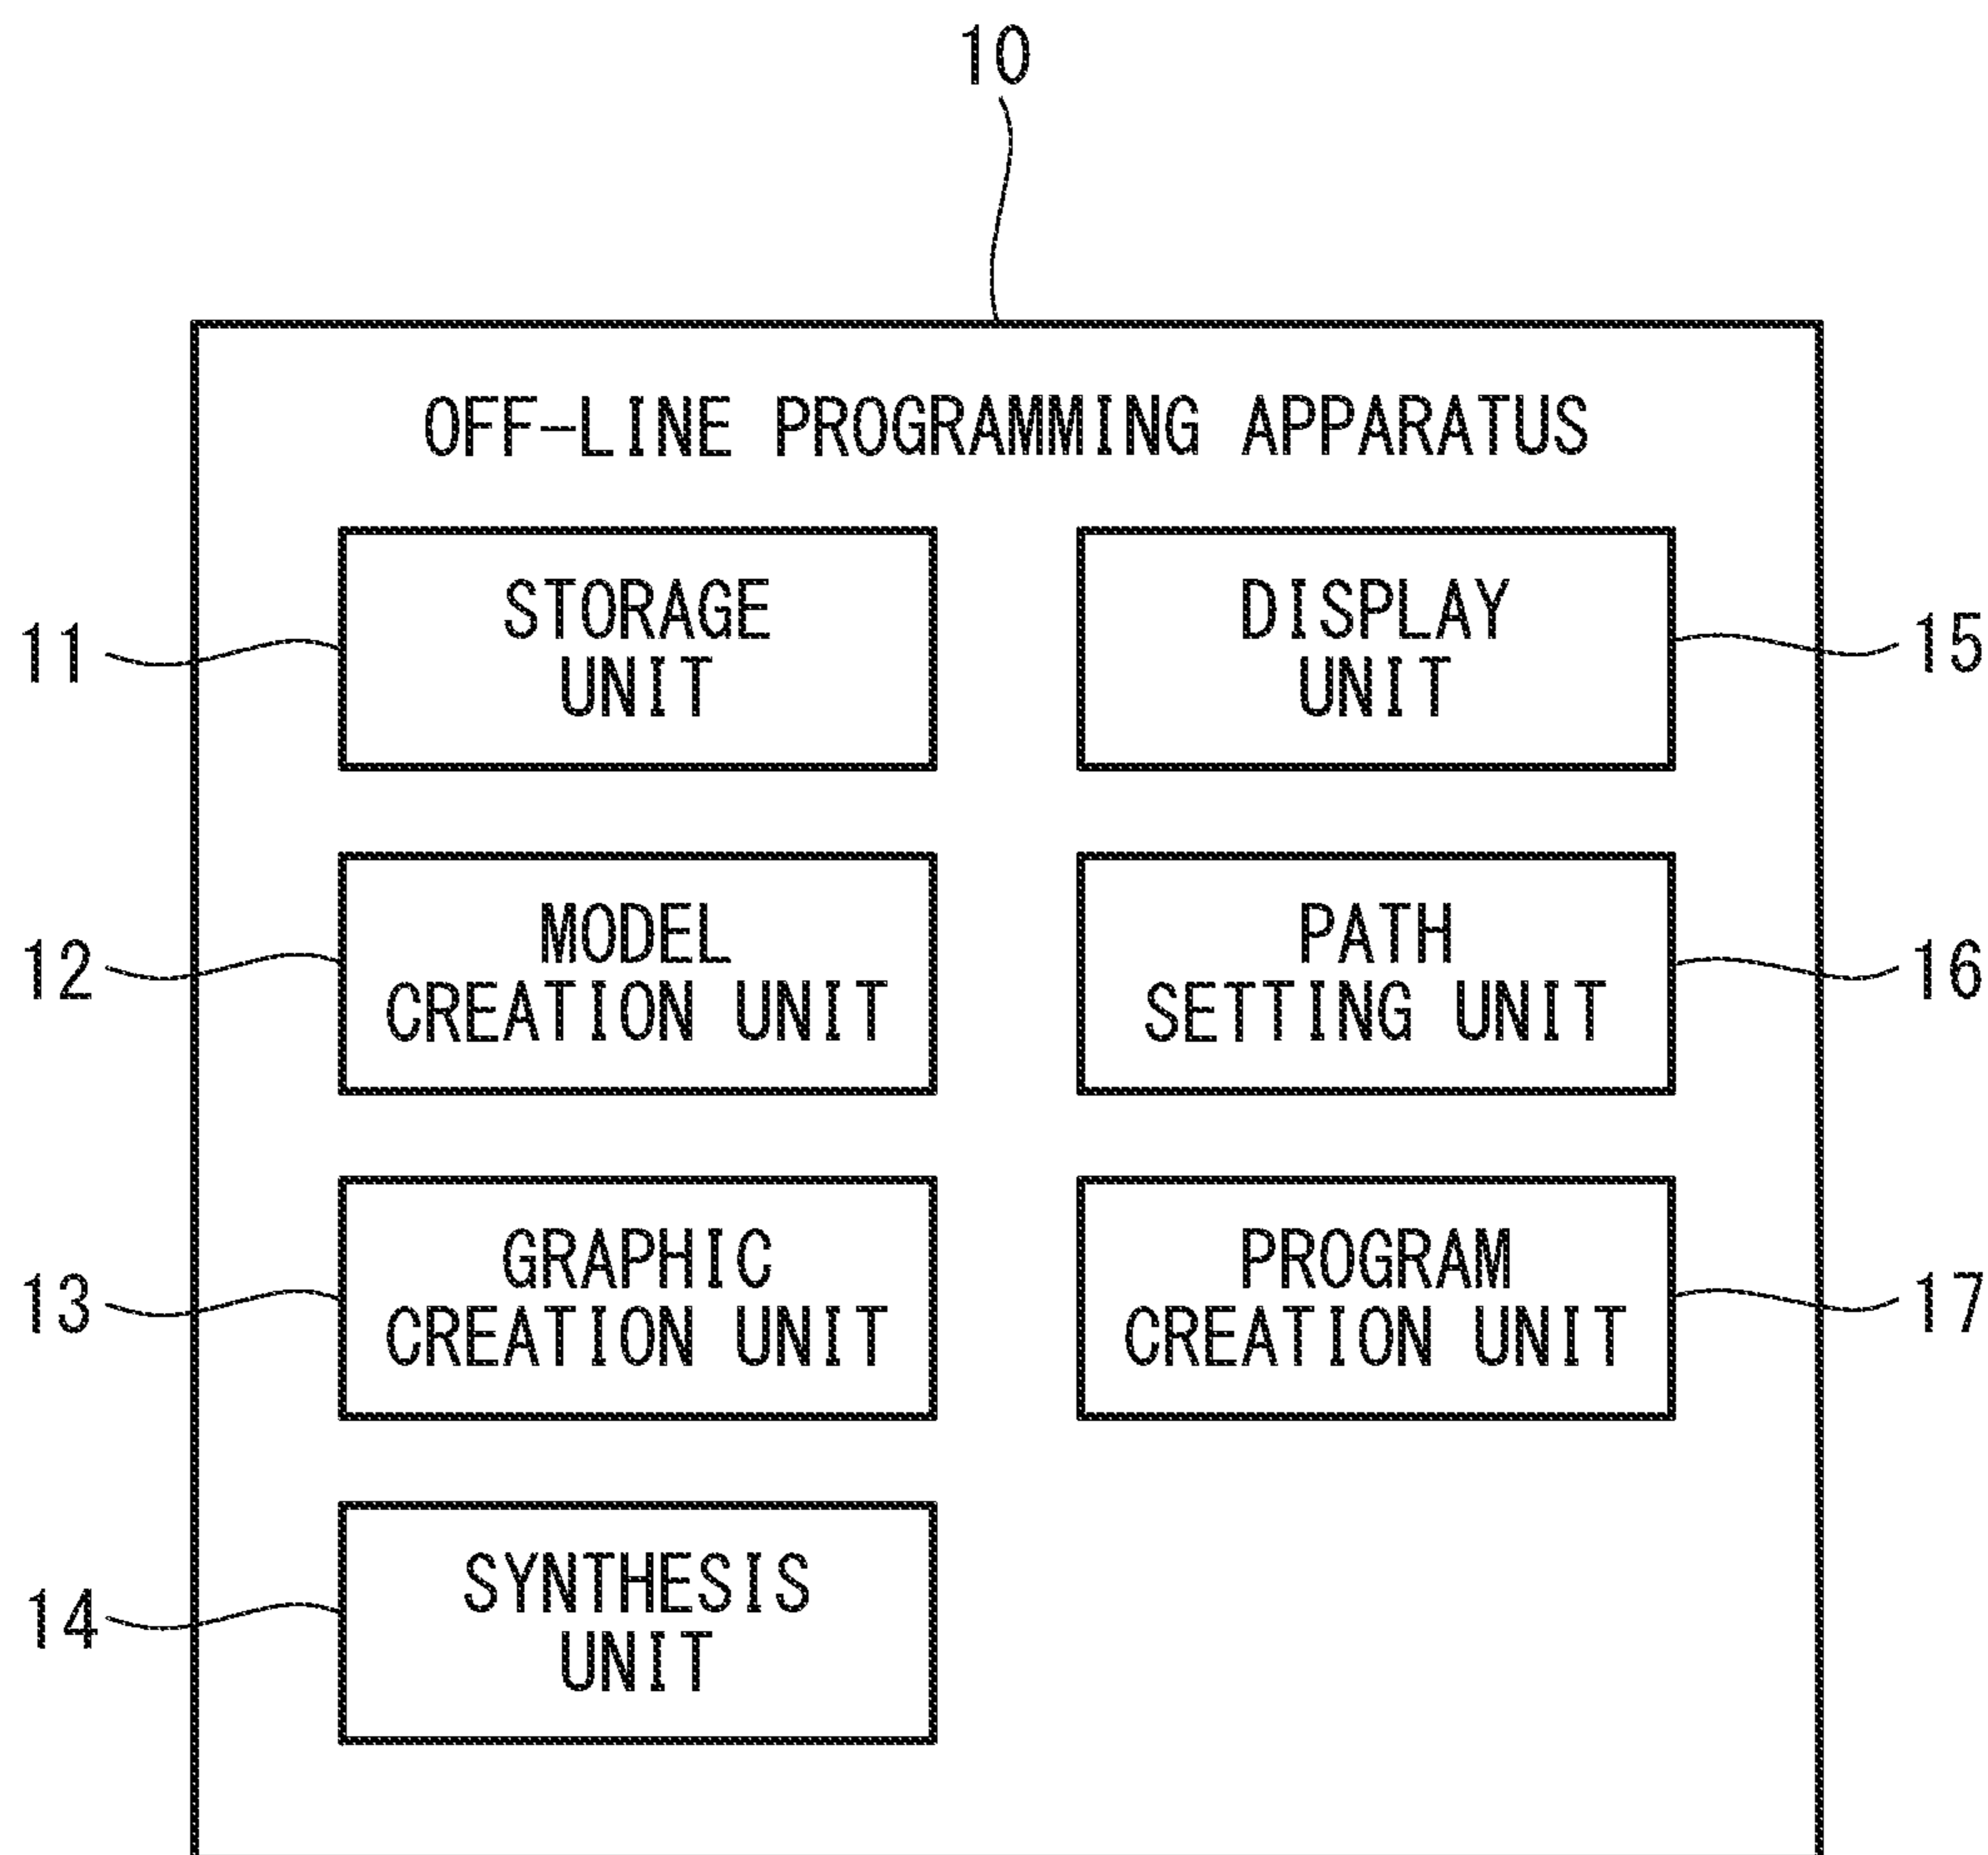 10
OFF-LINE PROGRAMMING APPARATUS
11
STORAGE
UNIT
DISPLAY
UNIT
15
12
MODEL
CREATION UNIT
PATH
SETTING UNIT
16
13
GRAPHIC
CREATION UNIT
PROGRAM
CREATION UNIT
17
14
SYNTHESIS
UNIT